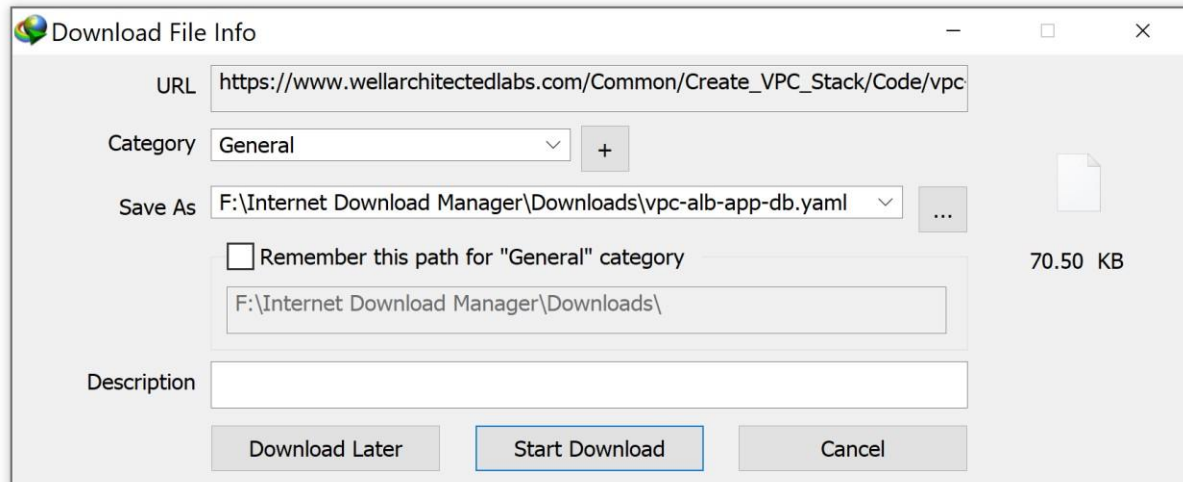 Download File Info
URL https://www.wellarchitectedlabs.com/Common/Create_VPC_Stack/Code/vpc-
Category General +
Save As F:\Internet Download Manager\Downloads\vpc-alb-app-db.yaml ...
Remember this path for "General" category
70.50 KB
F:\Internet Download Manager\Downloads\
Description
Download Later Start Download Cancel